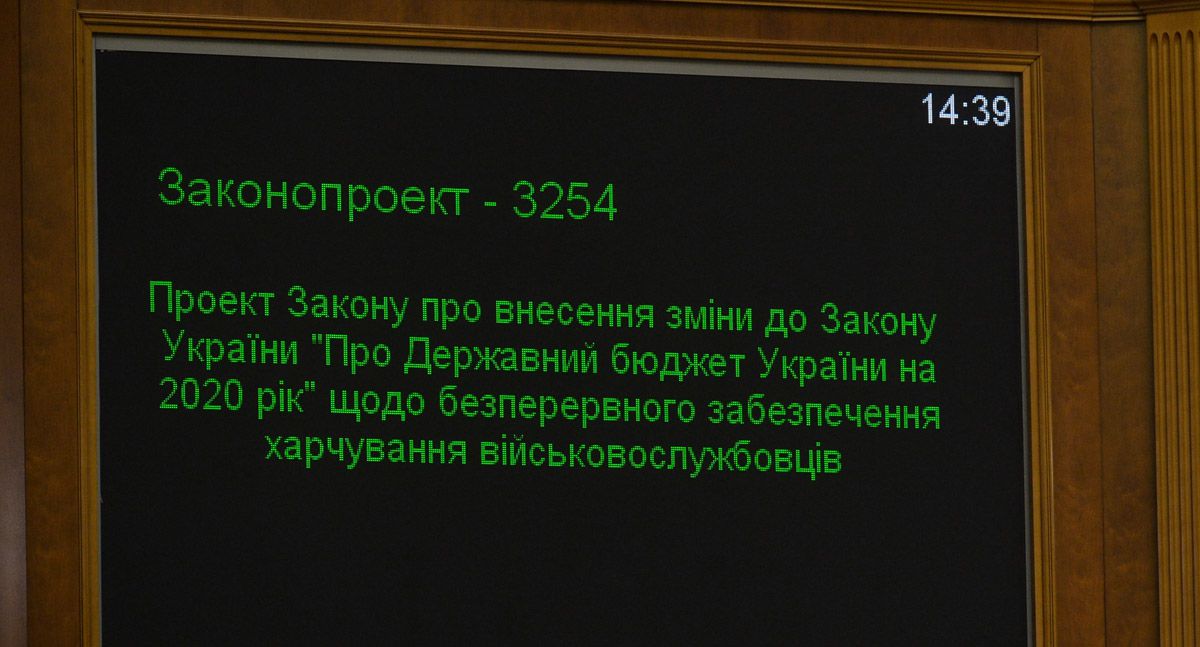 14:39
Законопроект - 3254
Проект Закону про внесення зміни до Закону
України "Про Державний бюджет України на
2020 рік" щодо безперервного забезпечення
харчування військовослужбовців